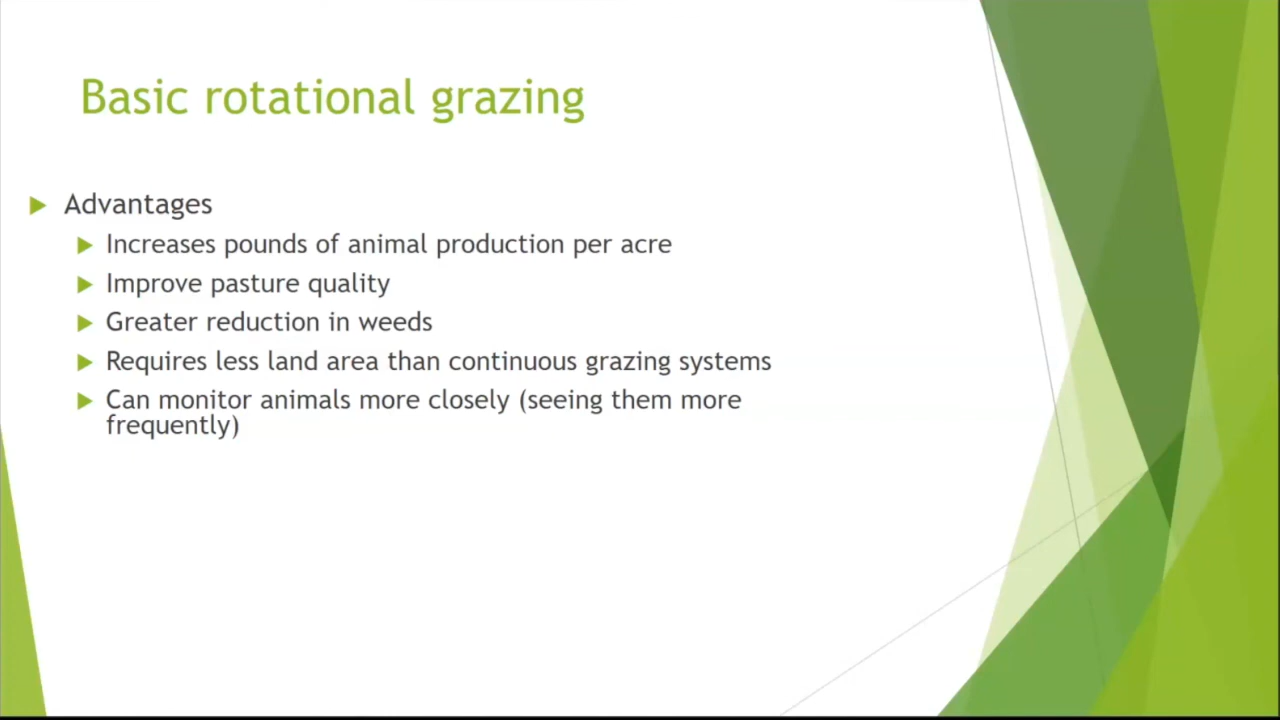 Basic rotational grazing
Advantages
Increases pounds of animal production per acre
Improve pasture quality
Greater reduction in weeds
Requires less land area than continuous grazing systems
Can monitor animals more closely (seeing them more
frequently)